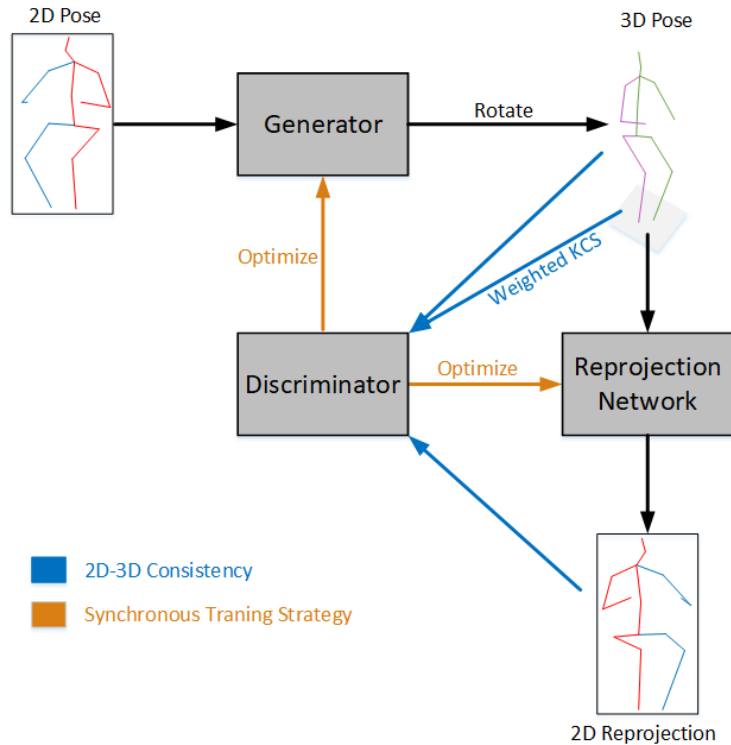 2D Pose
3D Pose
Generator
Rotate
Optimize
Weighted KCS
Discriminator
Optimize
Reprojection
Network
2D-3D Consistency
Synchronous Traning Strategy
2D Reprojection